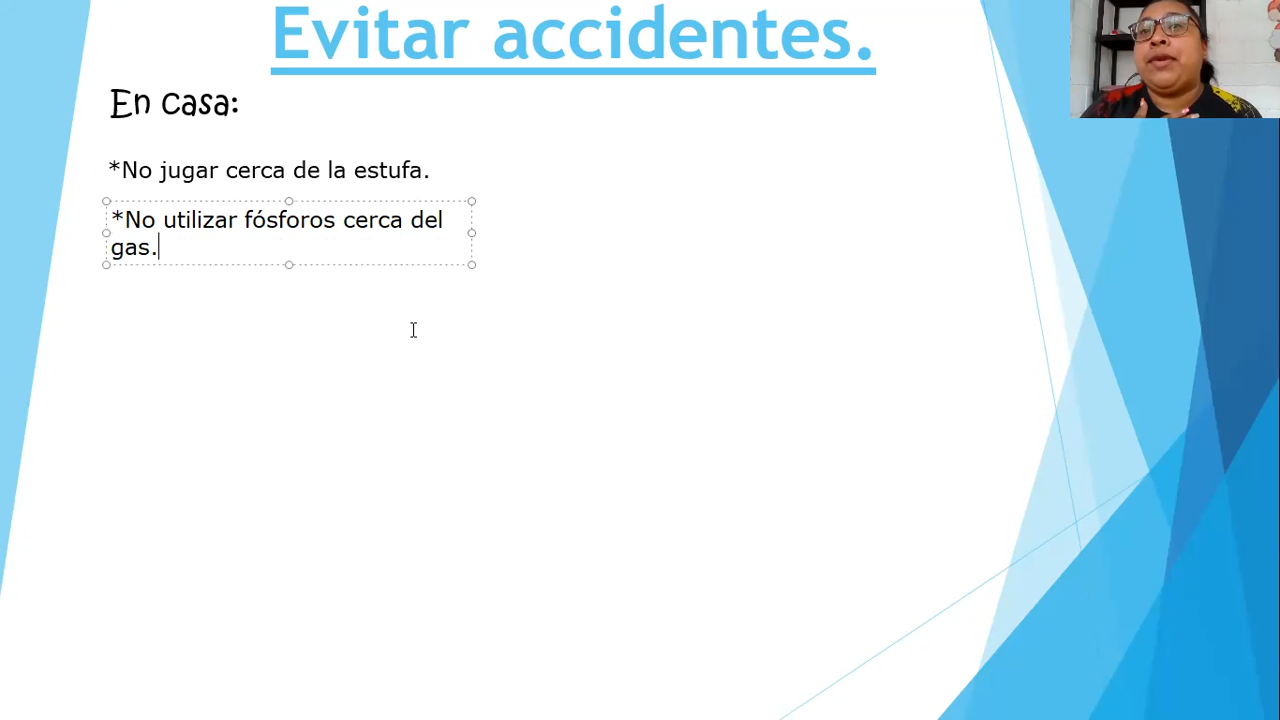 Evitar accidentes.
En casa:
*No jugar cerca de la estufa.
*No utilizar fósforos cerca del
gas.